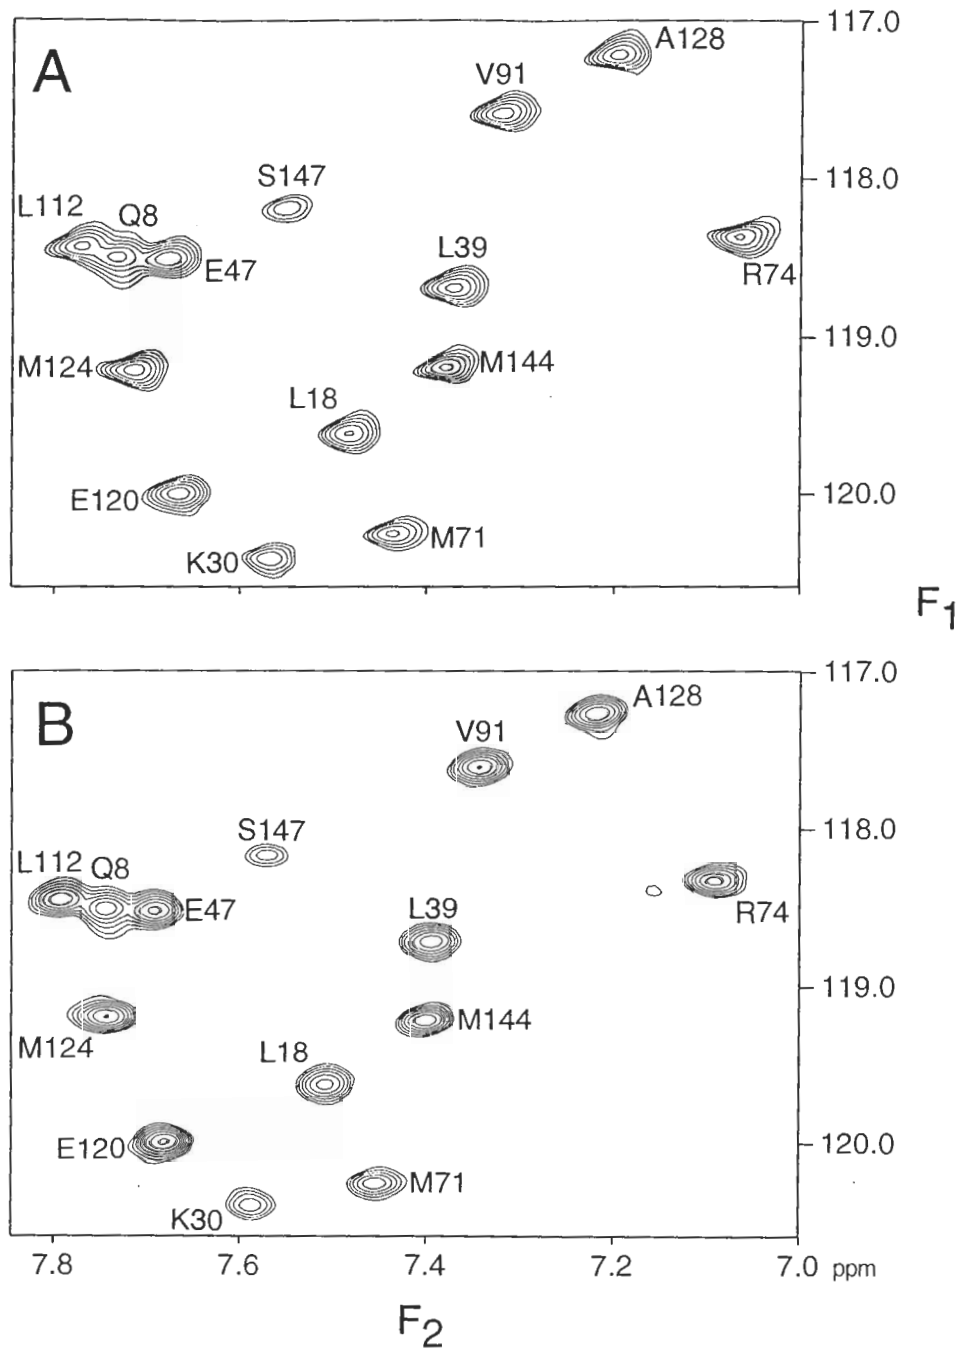 A
117.0
A128
V91
S147
118.0
L112
Q8
L39
E47
R74
119.0
M124
M144
L18
E120
120.0
M71
K30
F1
B
117.0
A128
V91
S147
118.0
L112
Q8
E47
L39
R74
119.0
M124
M144
L18
E120
120.0
M71
K30
7.8
7.6
7.4
7.2
7.0 ppm
F2